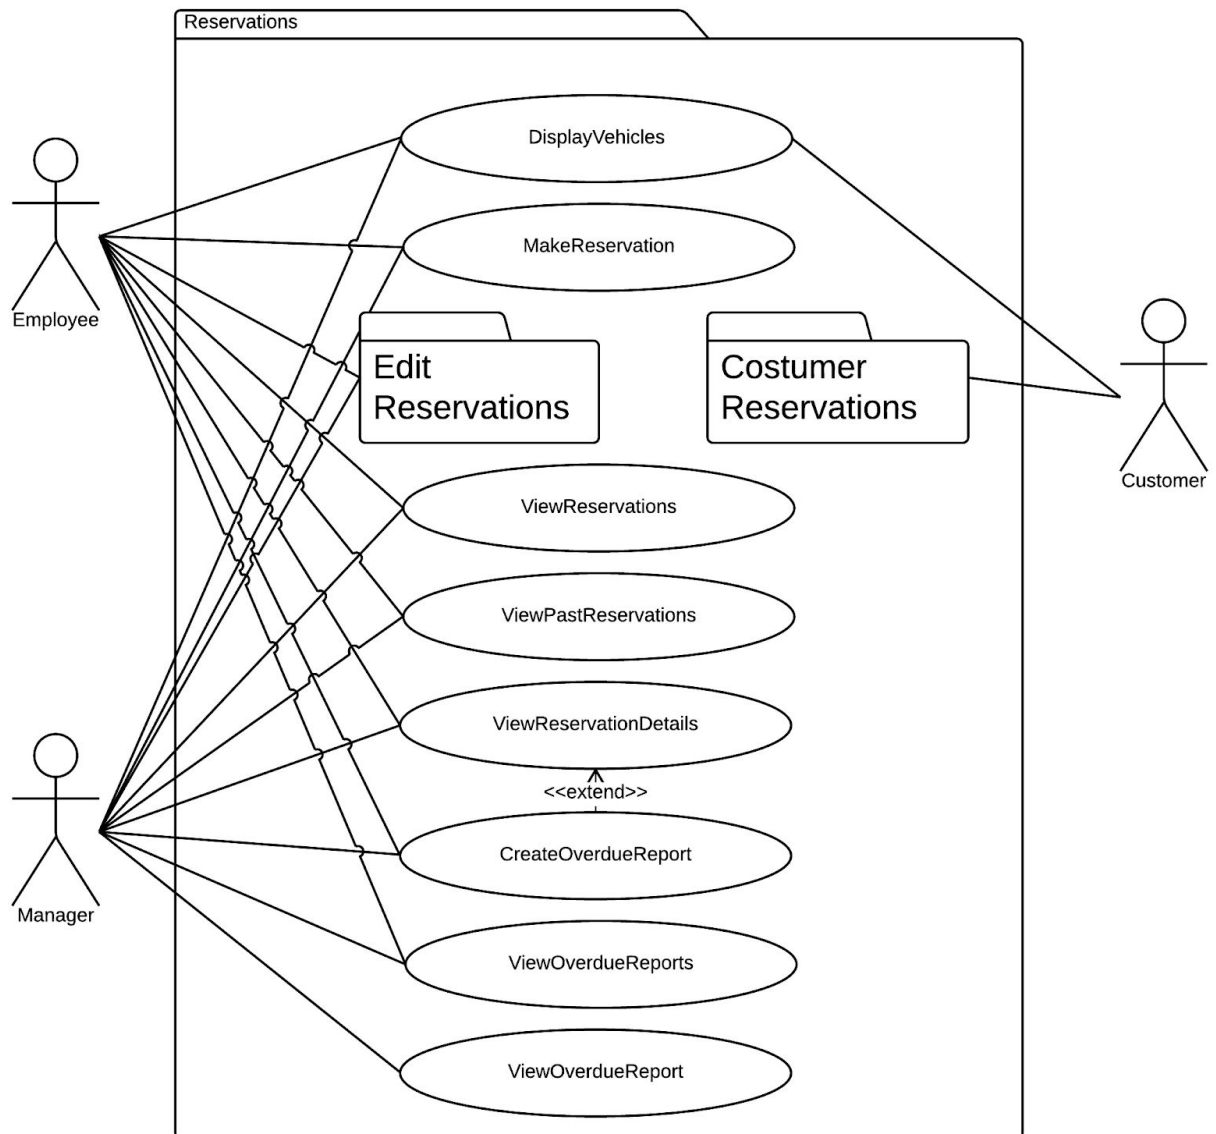 Reservations
DisplayVehicles
MakeReservation
Employee
Edit
Reservations
Costumer
Reservations
Customer
ViewReservations
ViewPastReservations
ViewReservationDetails
<<extend>>
CreateOverdueReport
Manager
ViewOverdueReports
ViewOverdueReport